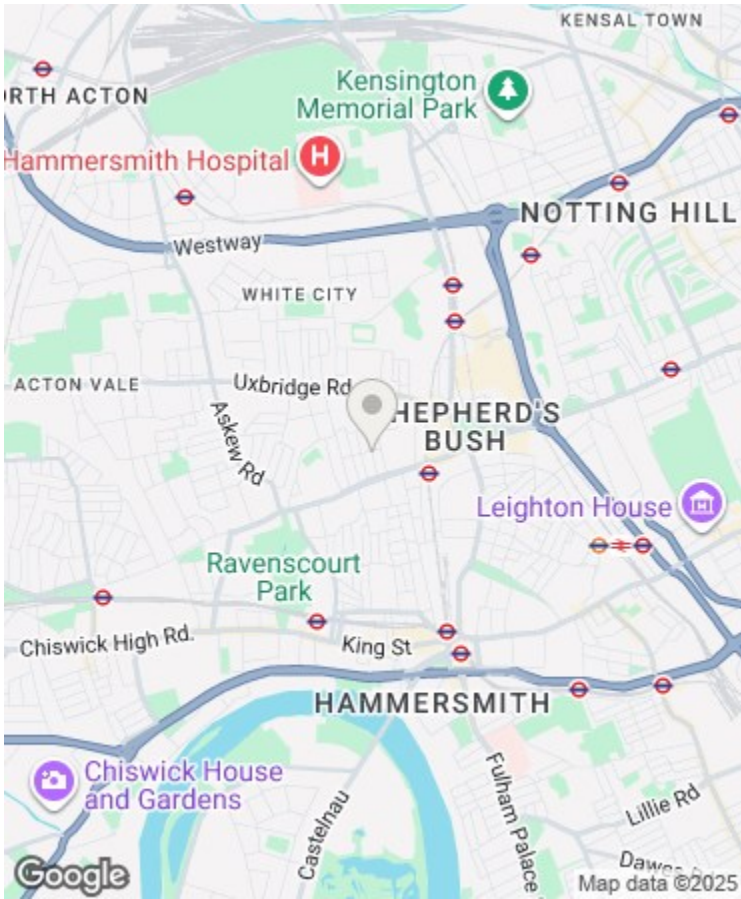 KENSAL TOWN
Kensington
Memorial Park
ORTH ACTON
Hammersmith Hospital
H
NOTTING HILL
Westway
WHITE CITY
ACTON VALE
Uxbridge Rd
HEPHERD'S
BUSH
Askew Rd
Leighton House
Ravenscourt
Park
Chiswick High Rd.
King St
HAMMERSMITH
Chiswick House
and Gardens
Castelnau
Fulham Palace
Lillie Rd
Dawes
Google
Map data ©2025